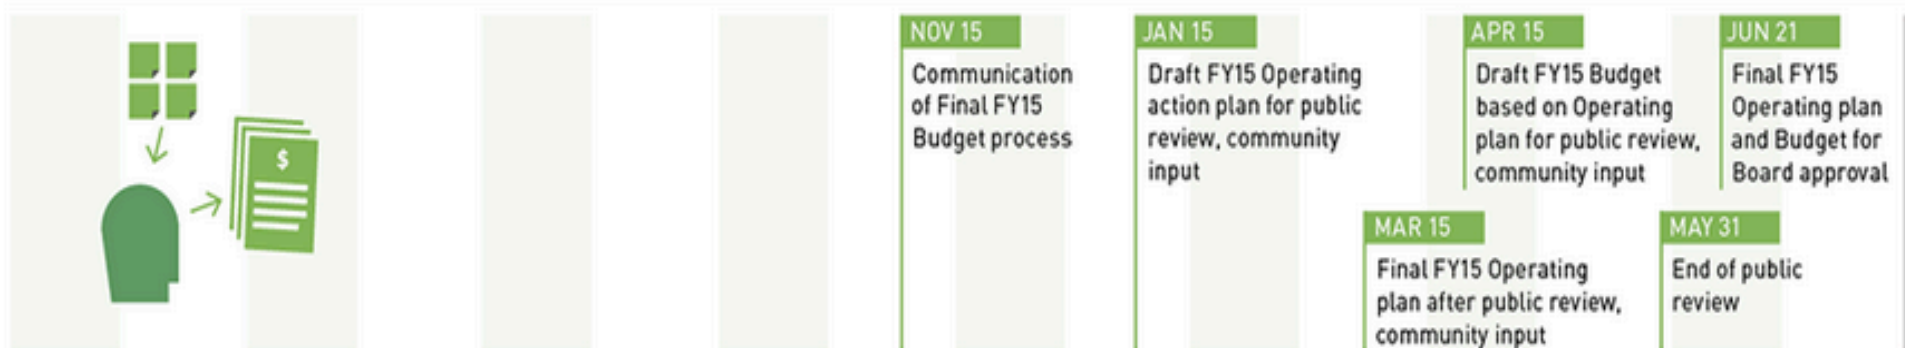 NOV 15
Communication
of Final FY15
Budget process
JAN 15
Draft FY15 Operating
action plan for public
review, community
input
MAR 15
Final FY15 Operating
plan after public review,
community input
APR 15
Draft FY15 Budget
based on Operating
plan for public review,
community input
MAY 31
End of public
review
JUN 21
Final FY15
Operating plan
and Budget for
Board approval
$